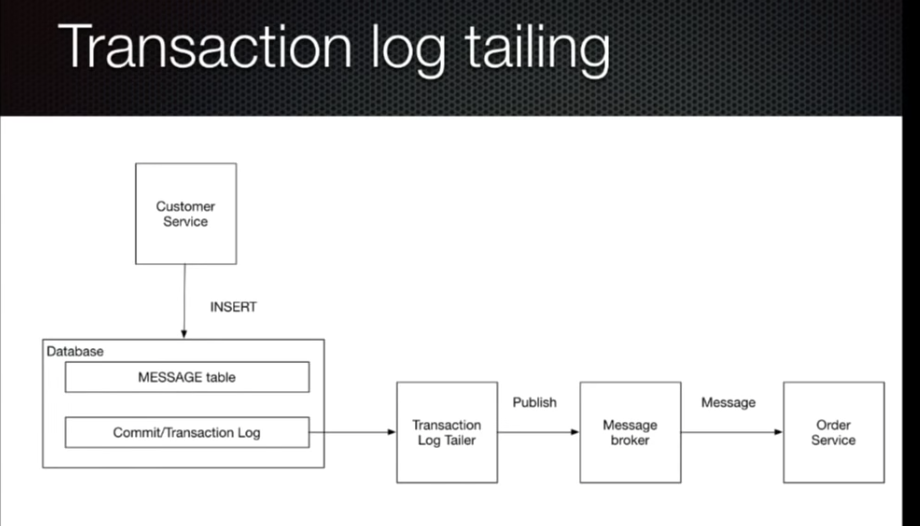 Transaction log tailing
Customer
Service
INSERT
Database
MESSAGE table
Commit/Transaction Log
Transaction
Log Tailer
Publish
Message
broker
Message
Order
Service